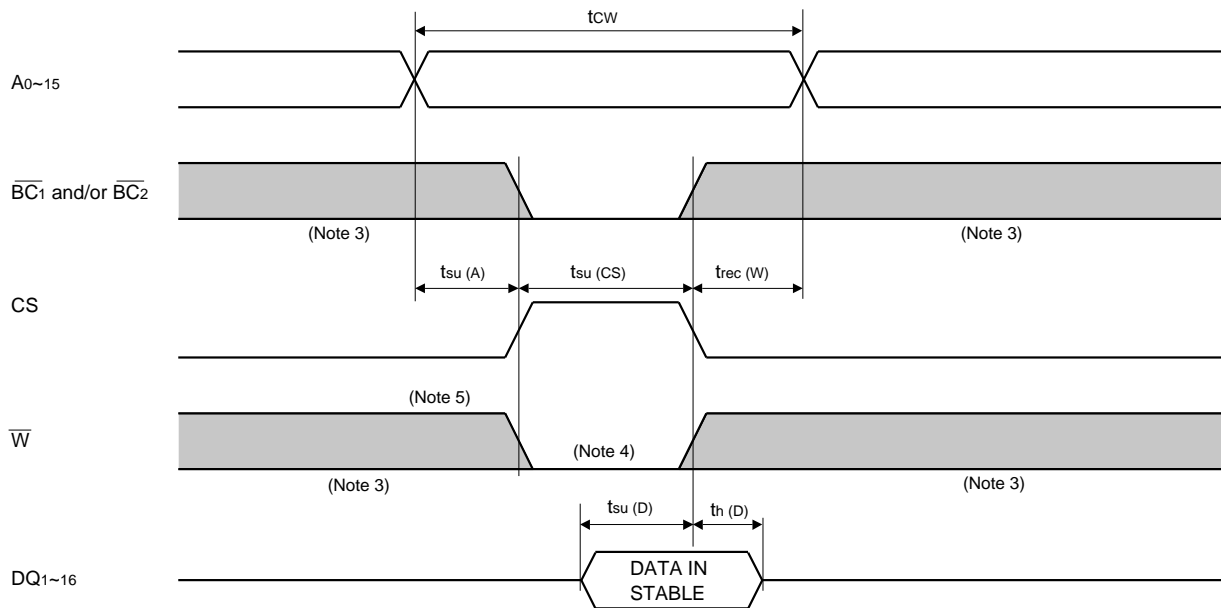 tCW
A0~15
BC1 and/or BC2
(Note 3)
(Note 3)
tsu (A)
tsu (CS)
trec (W)
CS
(Note 5)
W
(Note 4)
(Note 3)
(Note 3)
tsu (D)
th (D)
DQ1~16
DATA IN
STABLE